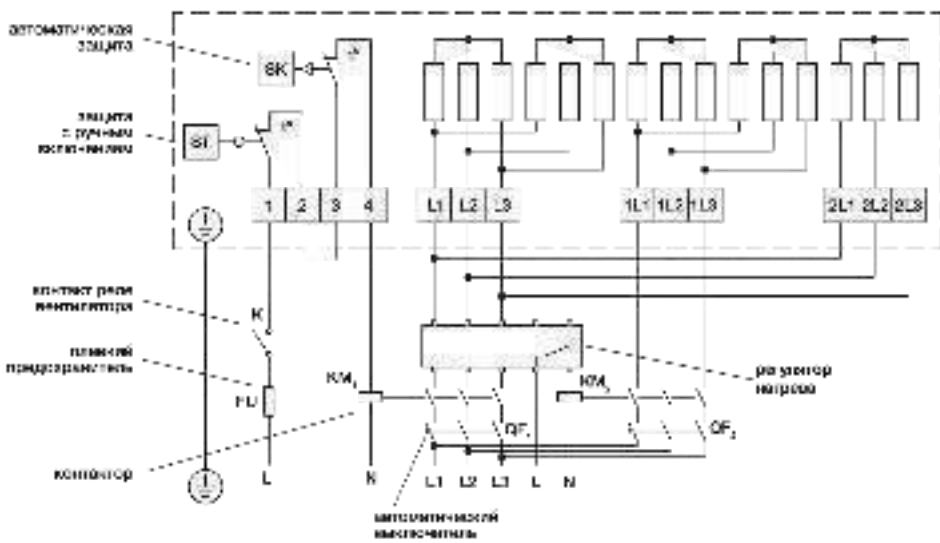 автоматическая
защита
SK
защита
с ручным
включением
1 2 3 4
L1 L2 L3
1L1 1L2 1L3
2L1 2L2 2L3
контакт реле
вентилятора
K
плавкий
предохранитель
FU
KM₁
KM₂
регулятор
нагрева
QF₁
QF₂
контактор
L N L1 L2 L3 L N
автоматический
выключатель